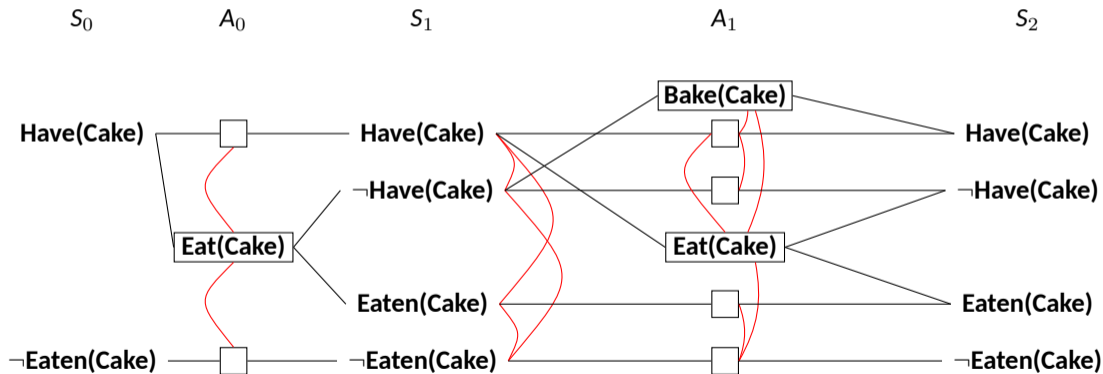 S0 A0 S1 A1 S2
Bake(Cake)
Have(Cake) Have(Cake) Have(Cake)
¬Have(Cake) ¬Have(Cake)
Eat(Cake) Eat(Cake)
Eaten(Cake) Eaten(Cake)
¬Eaten(Cake) ¬Eaten(Cake) ¬Eaten(Cake)